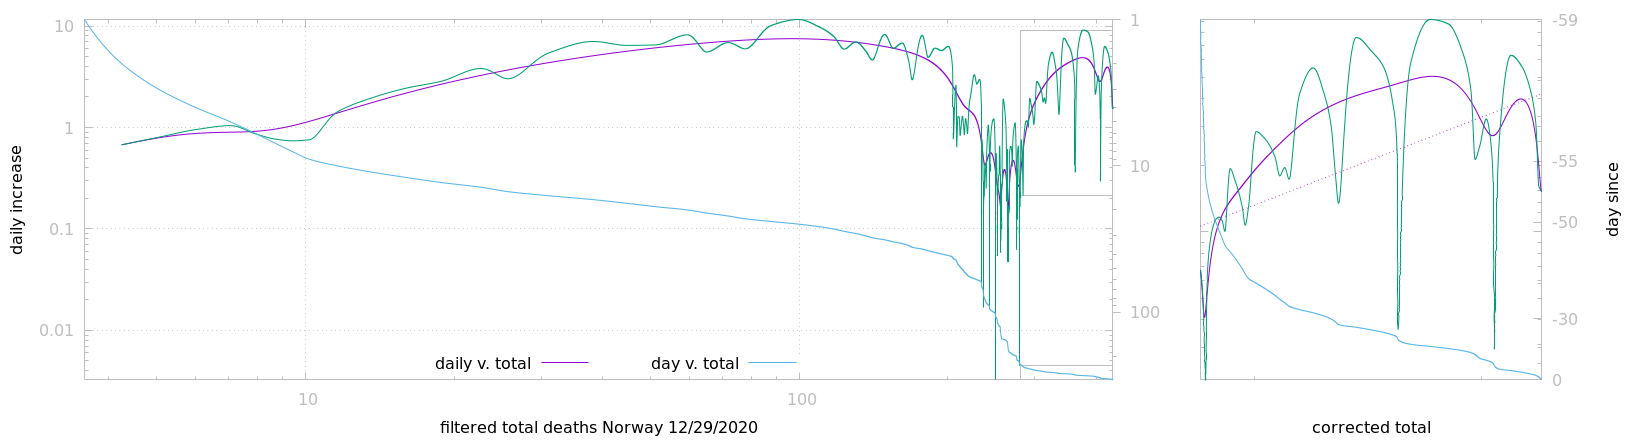 10
1
0.1
0.01
daily increase
10
100
filtered total deaths Norway 12/29/2020
daily v. total
day v. total
1
10
100
-59
-55
-50
-30
0
day since
corrected total